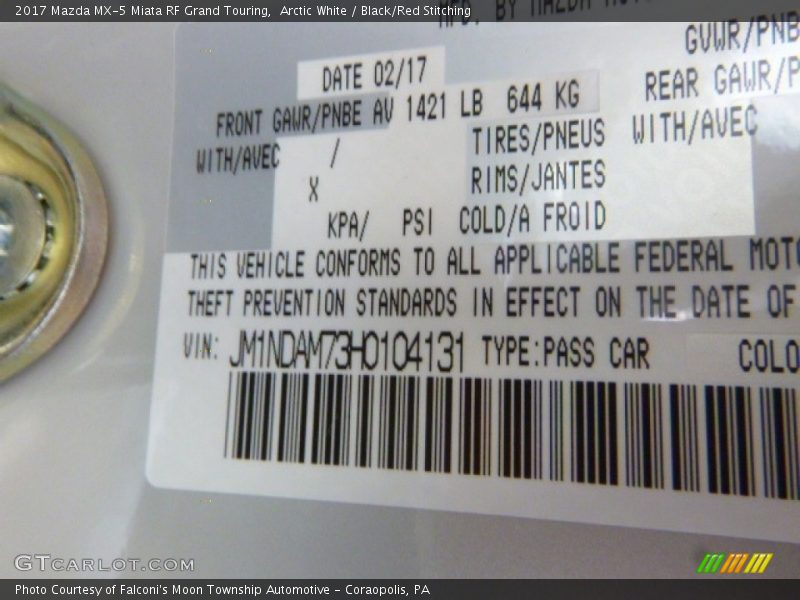 2017 Mazda MX-5 Miata RF Grand Touring, Arctic White / Black/Red Stitching
MFD. BY MAZDA
GVWR/PNB
DATE 02/17
REAR GAWR/P
FRONT GAWR/PNBE AV 1421 LB 644 KG
WITH/AVEC / TIRES/PNEUS WITH/AVEC
X RIMS/JANTES
KPA/ PSI COLD/A FROID
THIS VEHICLE CONFORMS TO ALL APPLICABLE FEDERAL MOTO
THEFT PREVENTION STANDARDS IN EFFECT ON THE DATE OF
VIN: JM1NDAM73H0104131 TYPE:PASS CAR COLO
GTCARLOT.COM
Photo Courtesy of Falconi's Moon Township Automotive – Coraopolis, PA